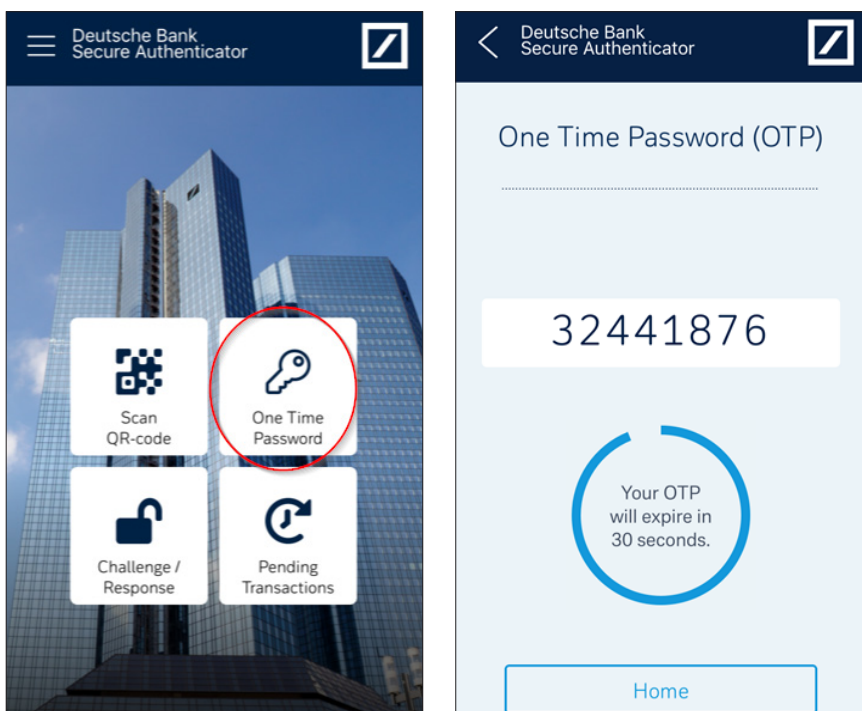 Deutsche Bank
Secure Authenticator
Scan
QR-code
One Time
Password
Challenge /
Response
Pending
Transactions
Deutsche Bank
Secure Authenticator
One Time Password (OTP)
32441876
Your OTP
will expire in
30 seconds.
Home